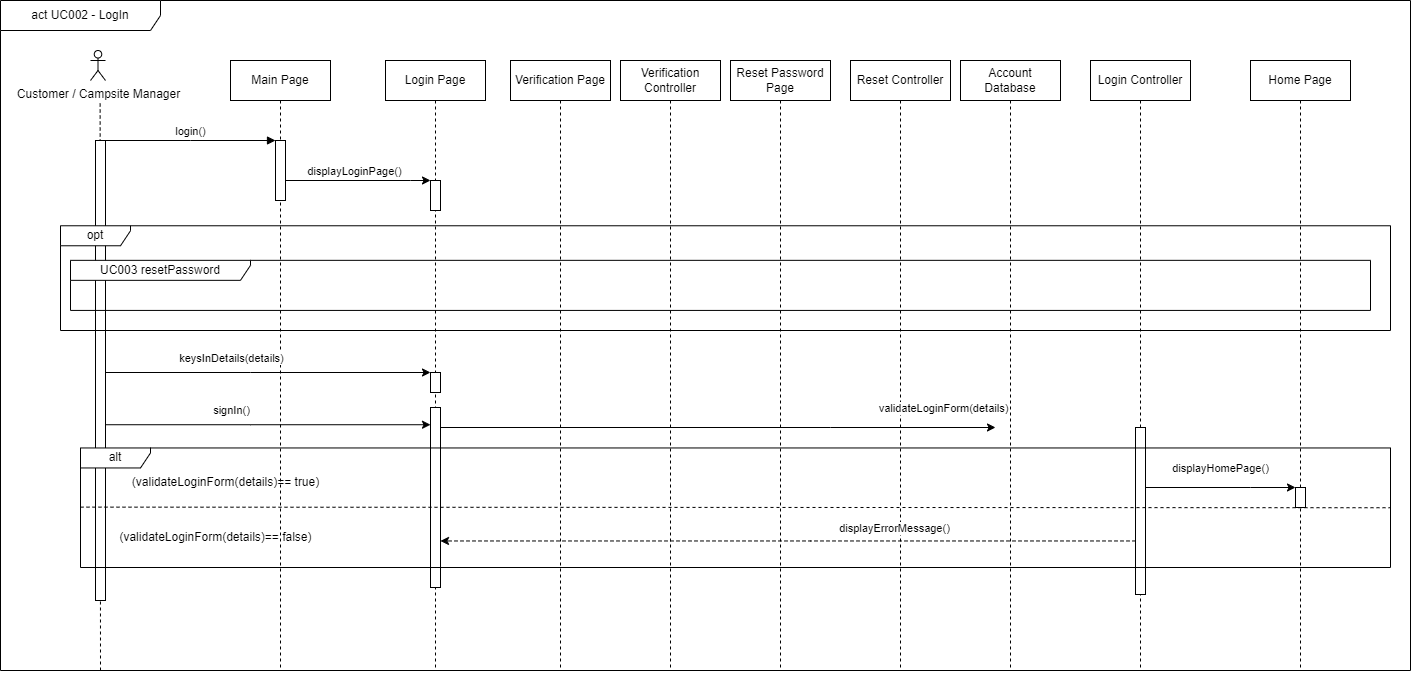 act UC002 - LogIn
Customer / Campsite Manager
Main Page
Login Page
Verification Page
Verification
Controller
Reset Password
Page
Reset Controller
Account
Database
Login Controller
Home Page
login()
displayLoginPage()
opt
UC003 resetPassword
keysInDetails(details)
signIn()
validateLoginForm(details)
alt
displayHomePage()
(validateLoginForm(details)== true)
displayErrorMessage()
(validateLoginForm(details)== false)